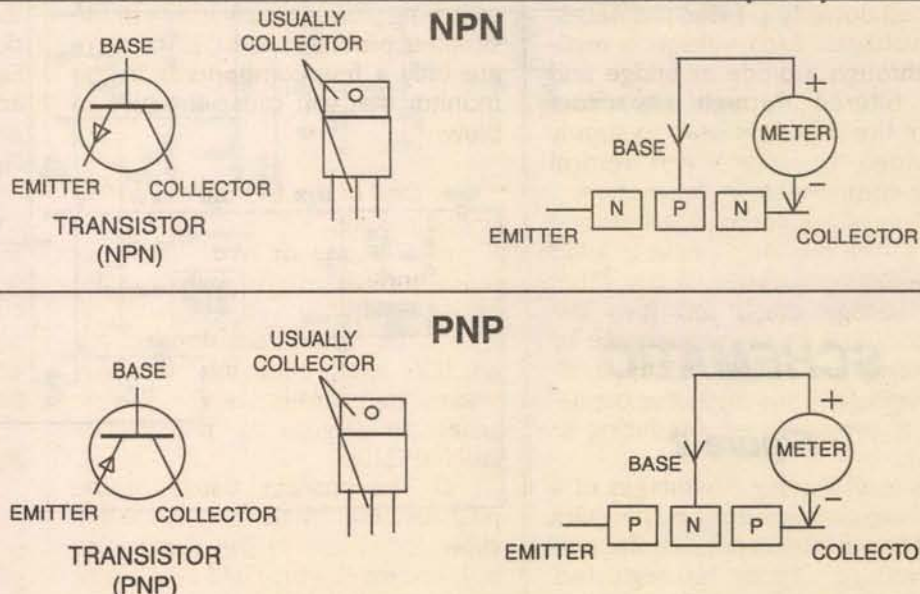 NPN
USUALLY
COLLECTOR
BASE
EMITTER COLLECTOR
TRANSISTOR
(NPN)
+
METER
BASE
N P N
EMITTER
COLLECTOR
PNP
USUALLY
COLLECTOR
BASE
EMITTER COLLECTOR
TRANSISTOR
(PNP)
+
METER
BASE
−
P N P
EMITTER
COLLECTO